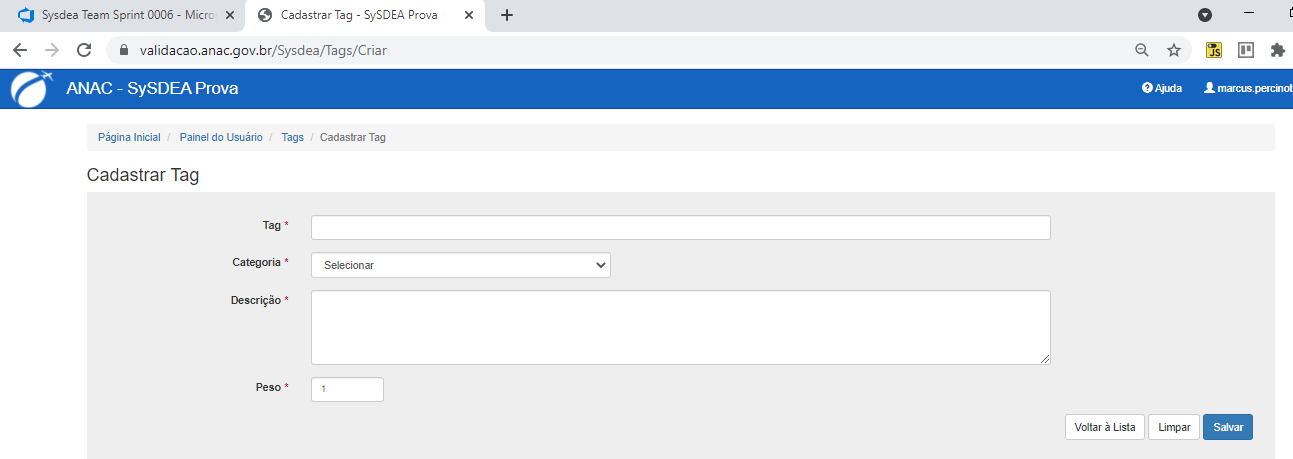 Sysdea Team Sprint 0006 - Micros
Cadastrar Tag - SySDEA Prova
validacao.anac.gov.br/Sysdea/Tags/Criar
JS
ANAC - SySDEA Prova
Ajuda
marcus.percinot
Página Inicial / Painel do Usuário / Tags / Cadastrar Tag
Cadastrar Tag
Tag *
Categoria * Selecionar
Descrição *
Peso * 1
Voltar à Lista Limpar Salvar